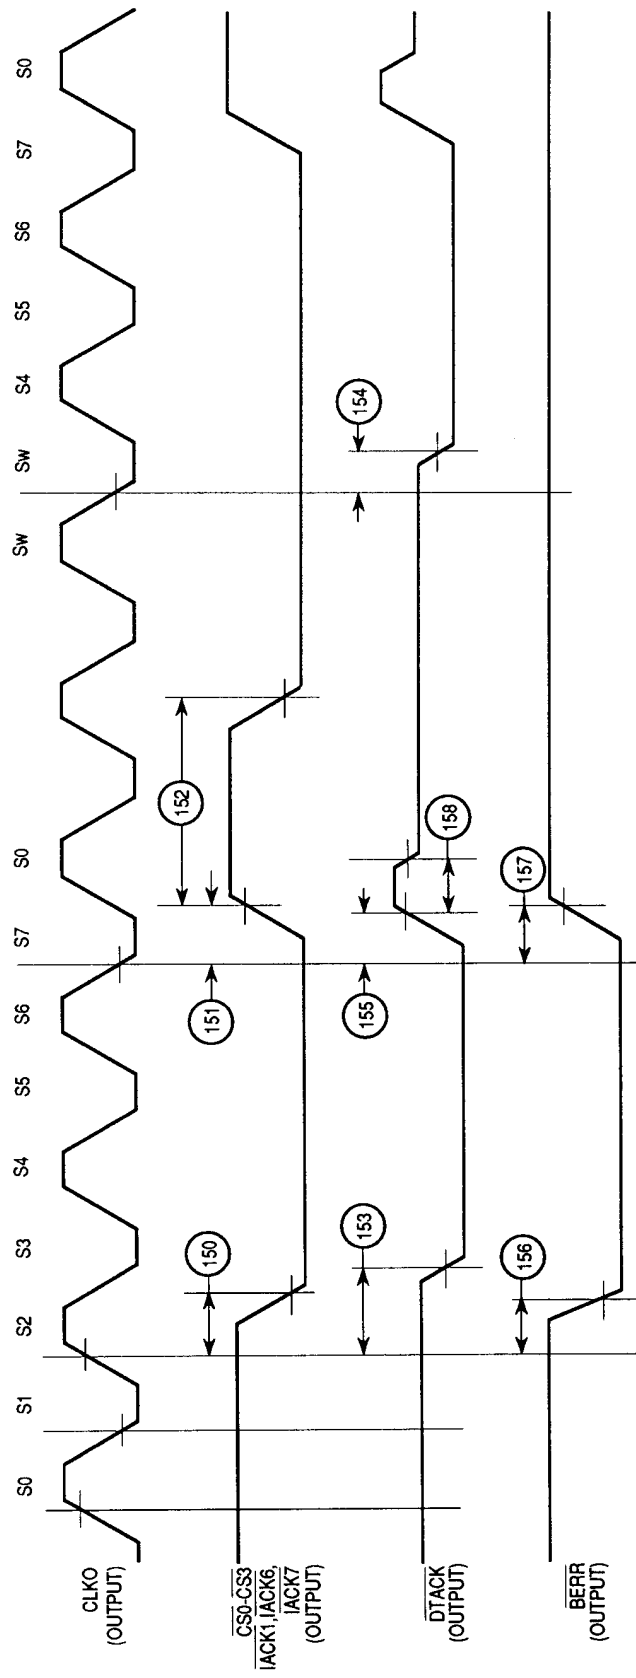 S0 S1 S2 S3 S4 S5 S6 S7 S0 SW SW S4 S5 S6 S7 S0
CLKO
(OUTPUT)
150
151
152
CS0-CS3
IACK1, IACK6,
IACK7
(OUTPUT)
153
155
158
154
DTACK
(OUTPUT)
156
157
BERR
(OUTPUT)